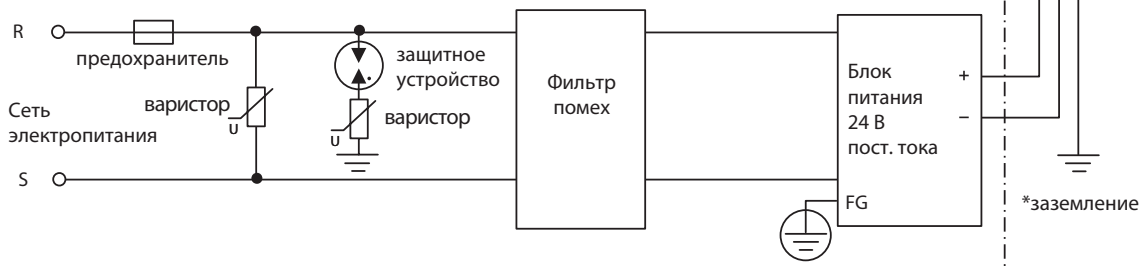 R
предохранитель
Сеть
электропитания
варистор
U
защитное
устройство
варистор
U
S
Фильтр
помех
Блок
питания
24 В
пост. тока
+
−
FG
*заземление